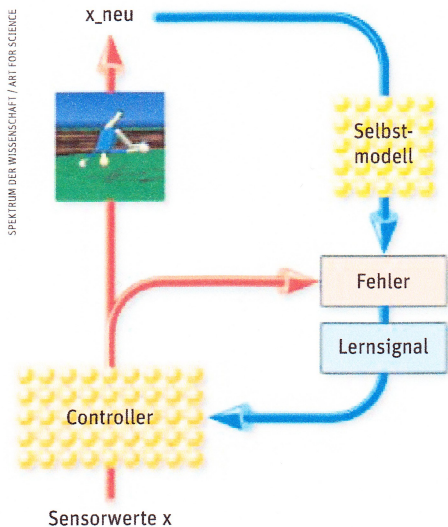 x_neu
SPEKTRUM DER WISSENSCHAFT / ART FOR SCIENCE
Selbst-
modell
Fehler
Lernsignal
Controller
Sensorwerte x